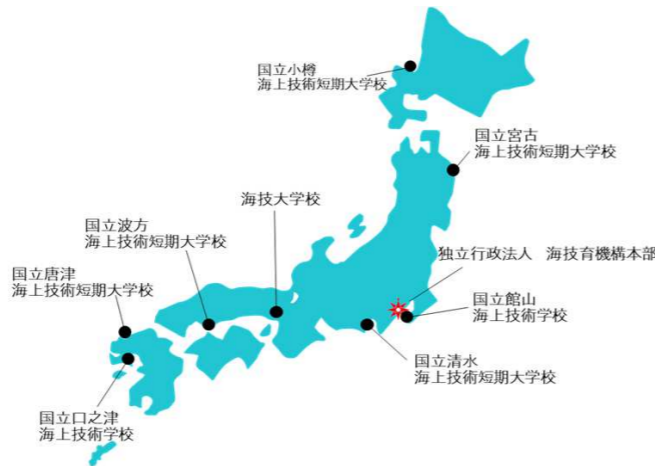 国立小樽
海上技術短期大学校
国立宮古
海上技術短期大学校
海技大学校
国立波方
海上技術短期大学校
独立行政法人　海技育機構本部
国立唐津
海上技術短期大学校
国立館山
海上技術学校
国立清水
海上技術短期大学校
国立口之津
海上技術学校